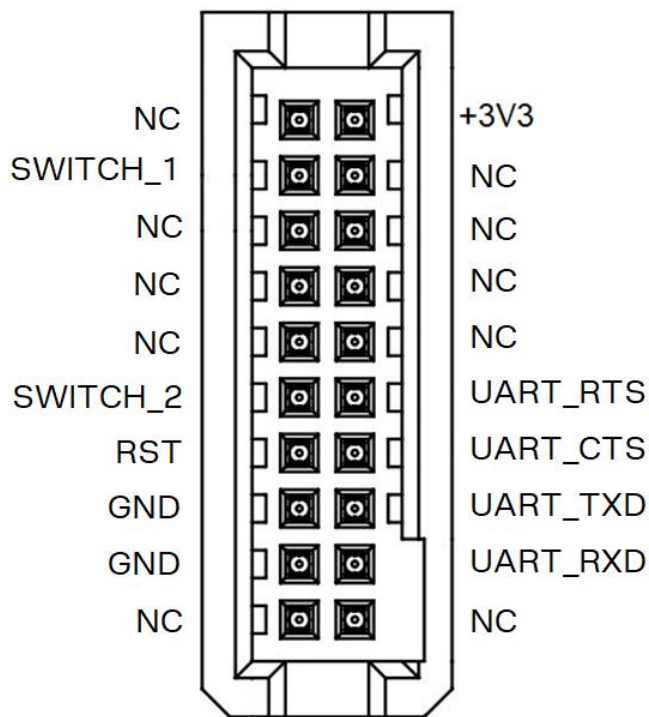 NC +3V3
SWITCH_1 NC
NC NC
NC NC
NC NC
SWITCH_2 UART_RTS
RST UART_CTS
GND UART_TXD
GND UART_RXD
NC NC